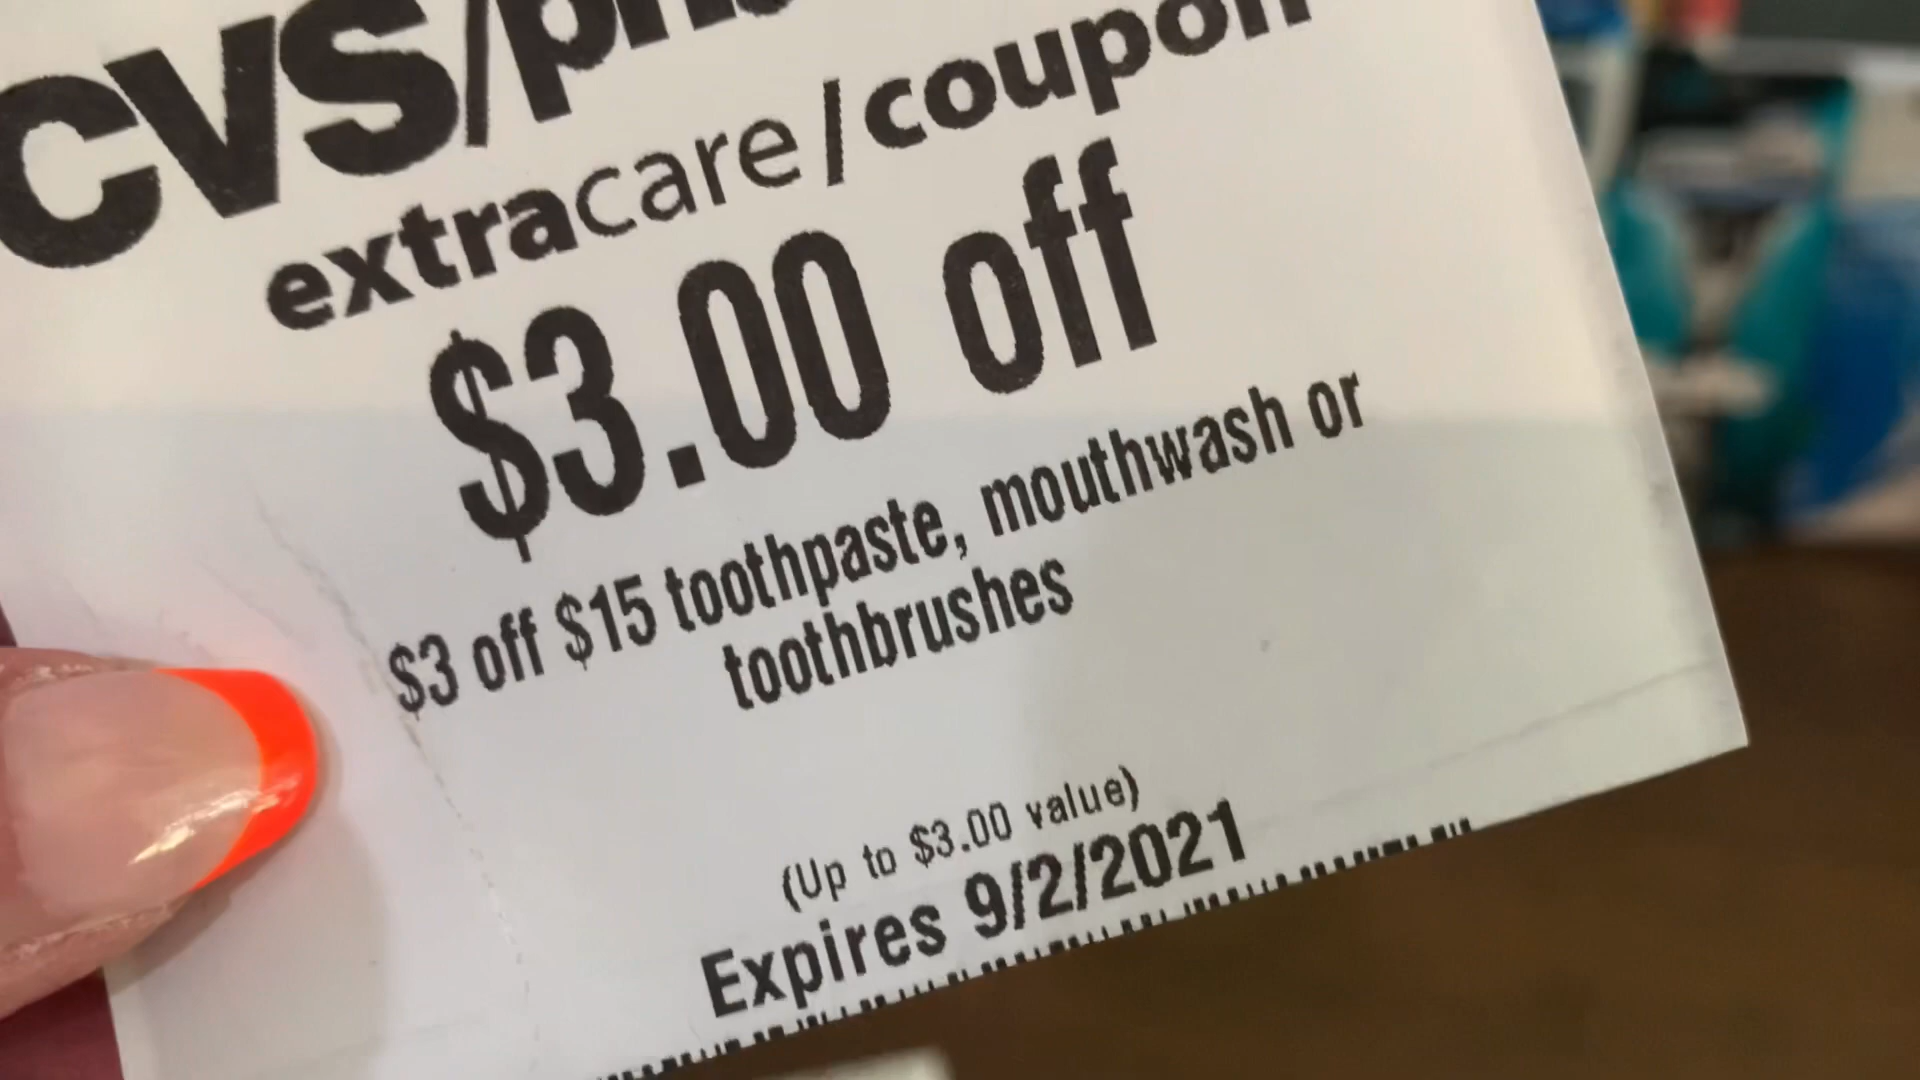 CVS/
extracare/coupon
$3.00 off
$3 off $15 toothpaste, mouthwash or
toothbrushes
(Up to $3.00 value)
Expires 9/2/2021